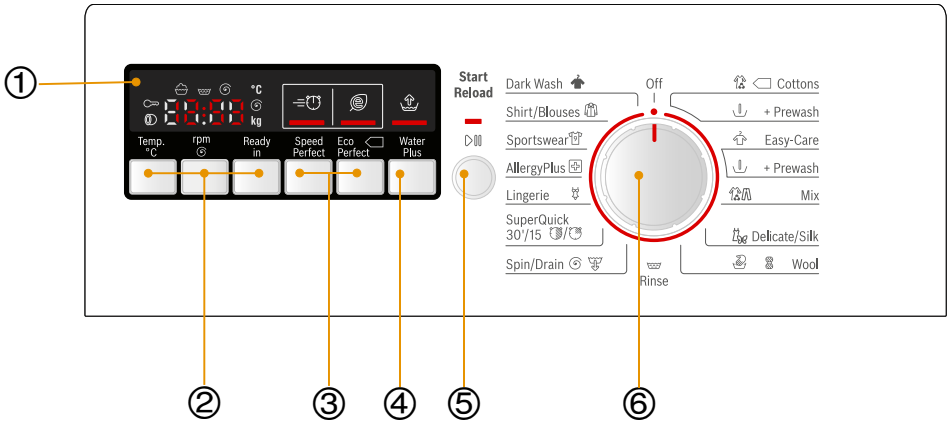 ①
°C
kg
Temp.
°C
rpm
Ready
in
Speed
Perfect
Eco
Perfect
Water
Plus
Start
Reload
Dark Wash
Shirt/Blouses
Sportswear
AllergyPlus
Lingerie
SuperQuick
30'/15
Spin/Drain
Off
Rinse
Cottons
+ Prewash
Easy-Care
+ Prewash
Mix
Delicate/Silk
Wool
②
③
④
⑤
⑥